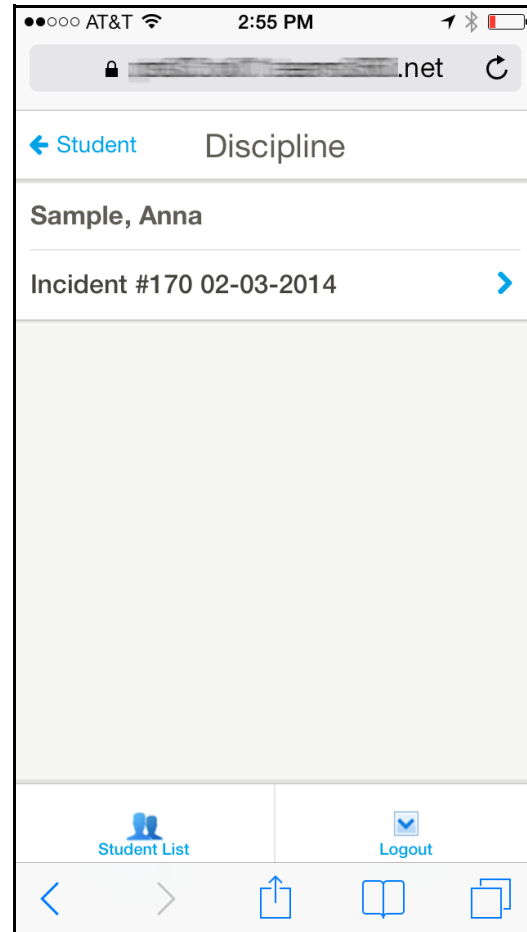 AT&T 2:55 PM
.net
Student Discipline
Sample, Anna
Incident #170 02-03-2014
Student List Logout